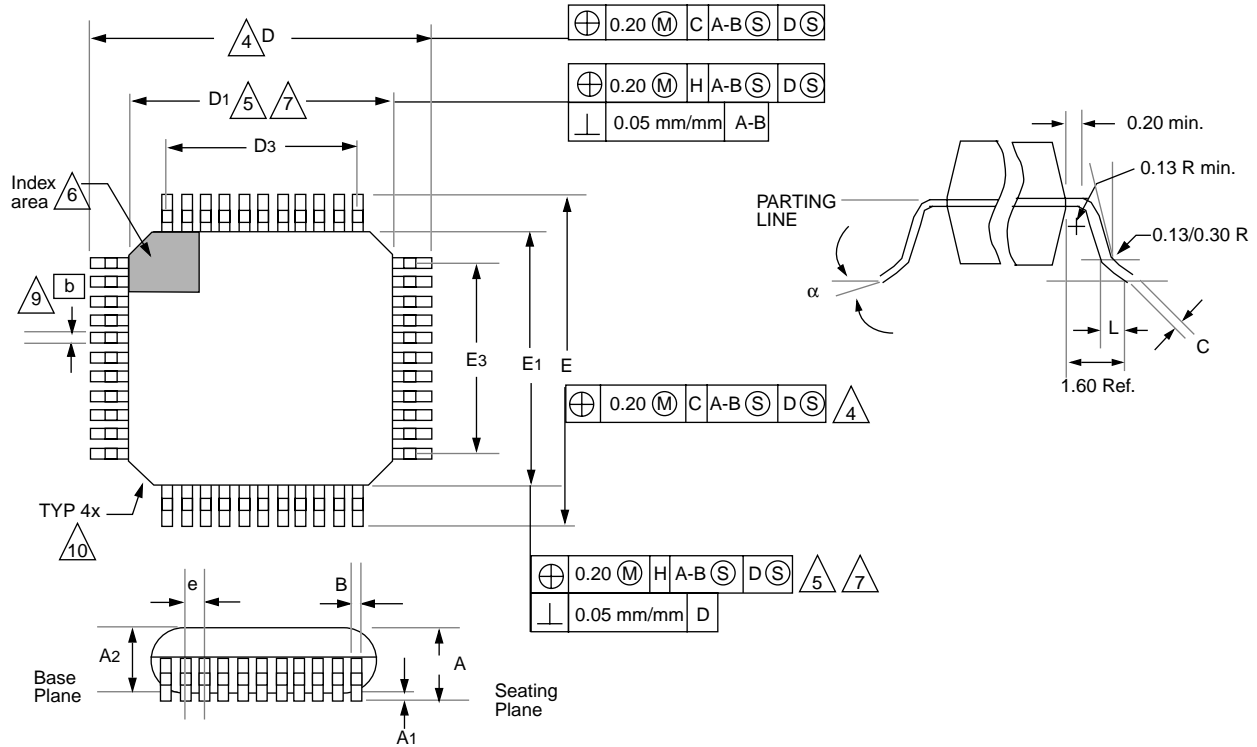 ⌖ 0.20 Ⓜ C A-B Ⓢ D Ⓢ
4 D
⌖ 0.20 Ⓜ H A-B Ⓢ D Ⓢ
⊥ 0.05 mm/mm A-B
D1 5 7
D3
0.20 min.
0.13 R min.
Index
area 6
PARTING
LINE
0.13/0.30 R
9 b
α
L
C
1.60 Ref.
E3
E1
E
⌖ 0.20 Ⓜ C A-B Ⓢ D Ⓢ 4
TYP 4x
10
⌖ 0.20 Ⓜ H A-B Ⓢ D Ⓢ 5 7
⊥ 0.05 mm/mm D
e
B
A2
A
Base
Plane
Seating
Plane
A1